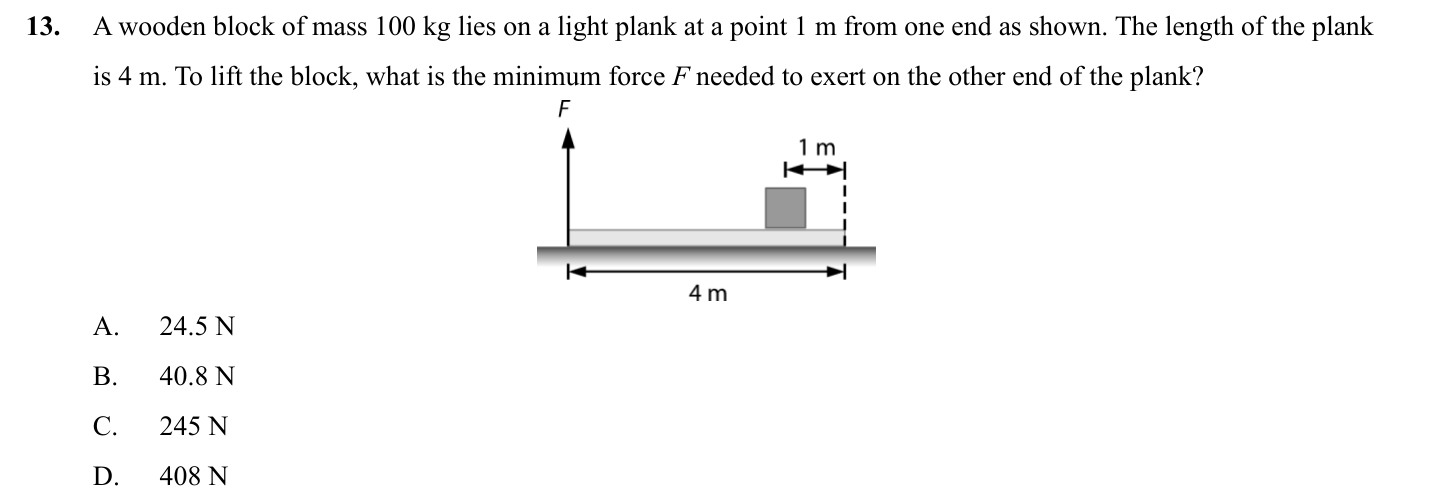 13. A wooden block of mass 100 kg lies on a light plank at a point 1 m from one end as shown. The length of the plank
is 4 m. To lift the block, what is the minimum force F needed to exert on the other end of the plank?
F
1 m
4 m
A. 24.5 N
B. 40.8 N
C. 245 N
D. 408 N